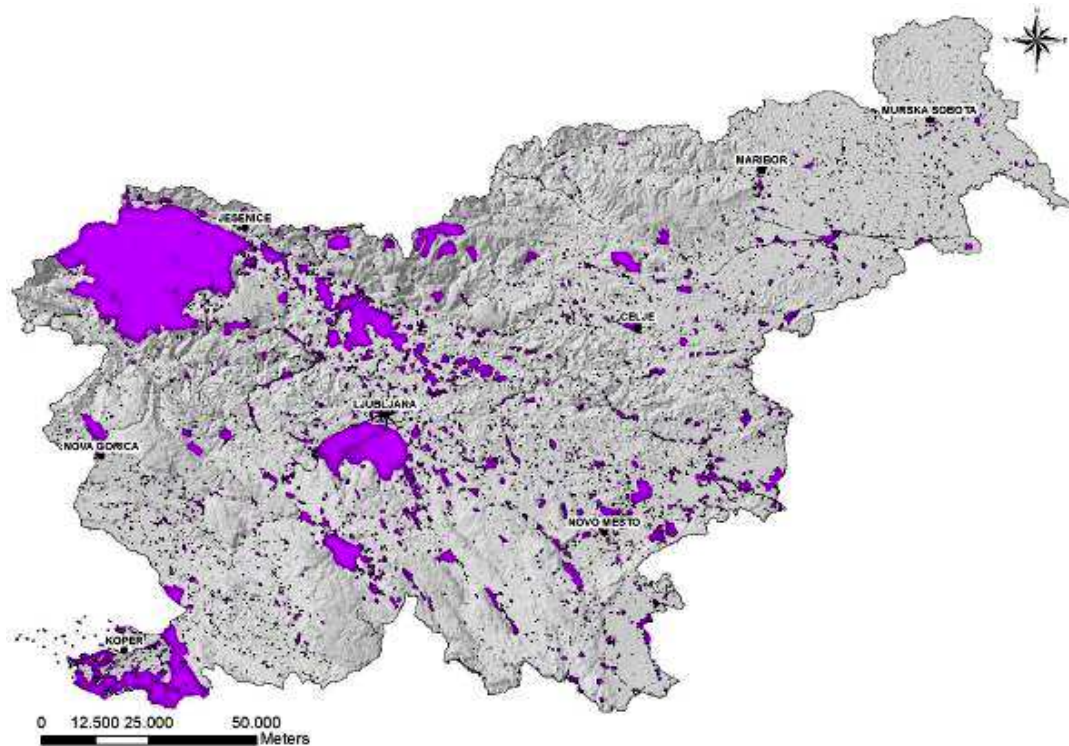 MURSKA SOBOTA
MARIBOR
JESENICE
CELJE
LJUBLJANA
NOVA GORICA
NOVO MESTO
KOPER
0 12.500 25.000 50.000
Meters